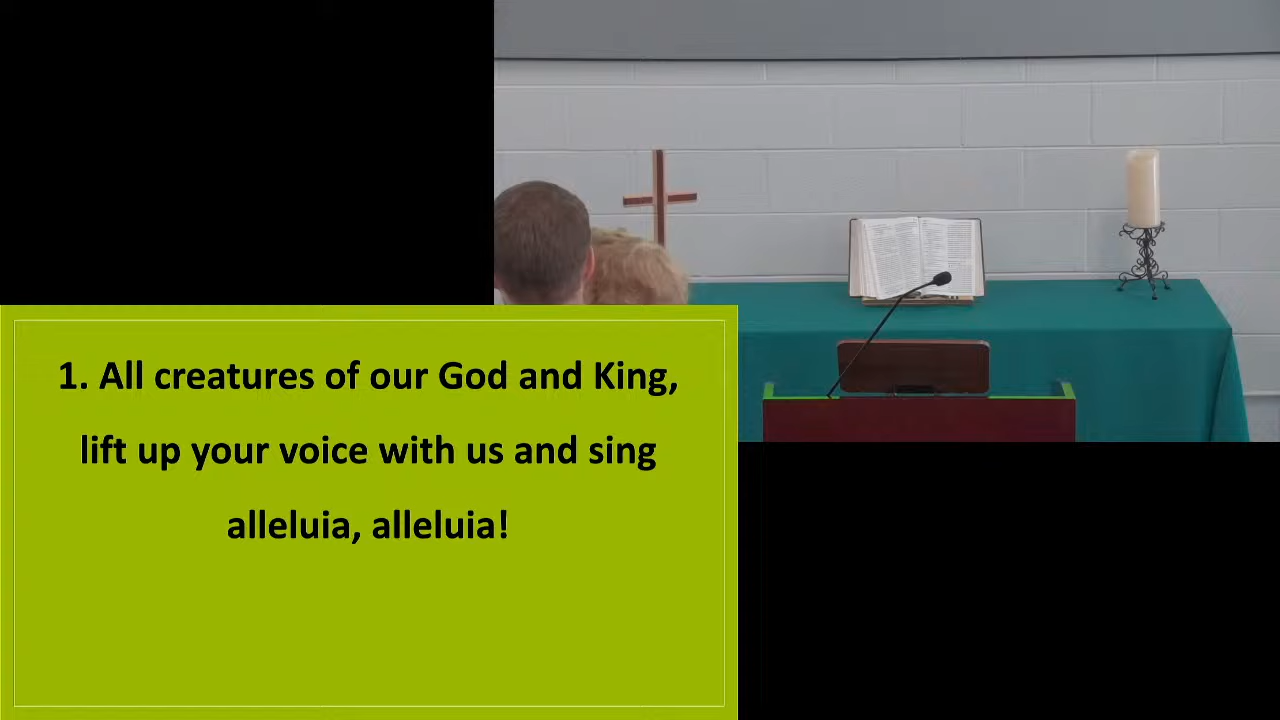 1. All creatures of our God and King,
lift up your voice with us and sing
alleluia, alleluia!